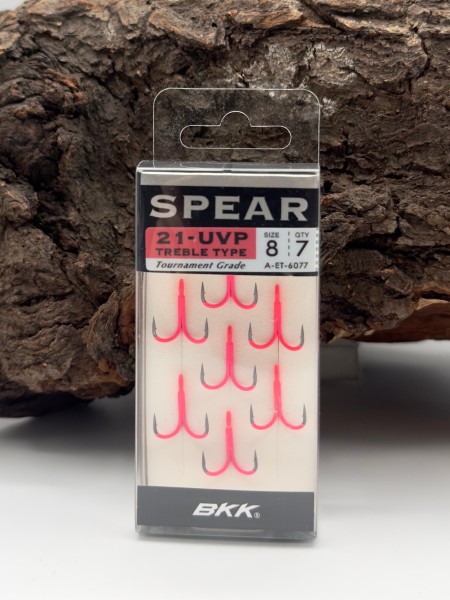 SPEAR
21-UVP SIZE QTY
TREBLE TYPE 8 7
Tournament Grade A-ET-6077
BKK®